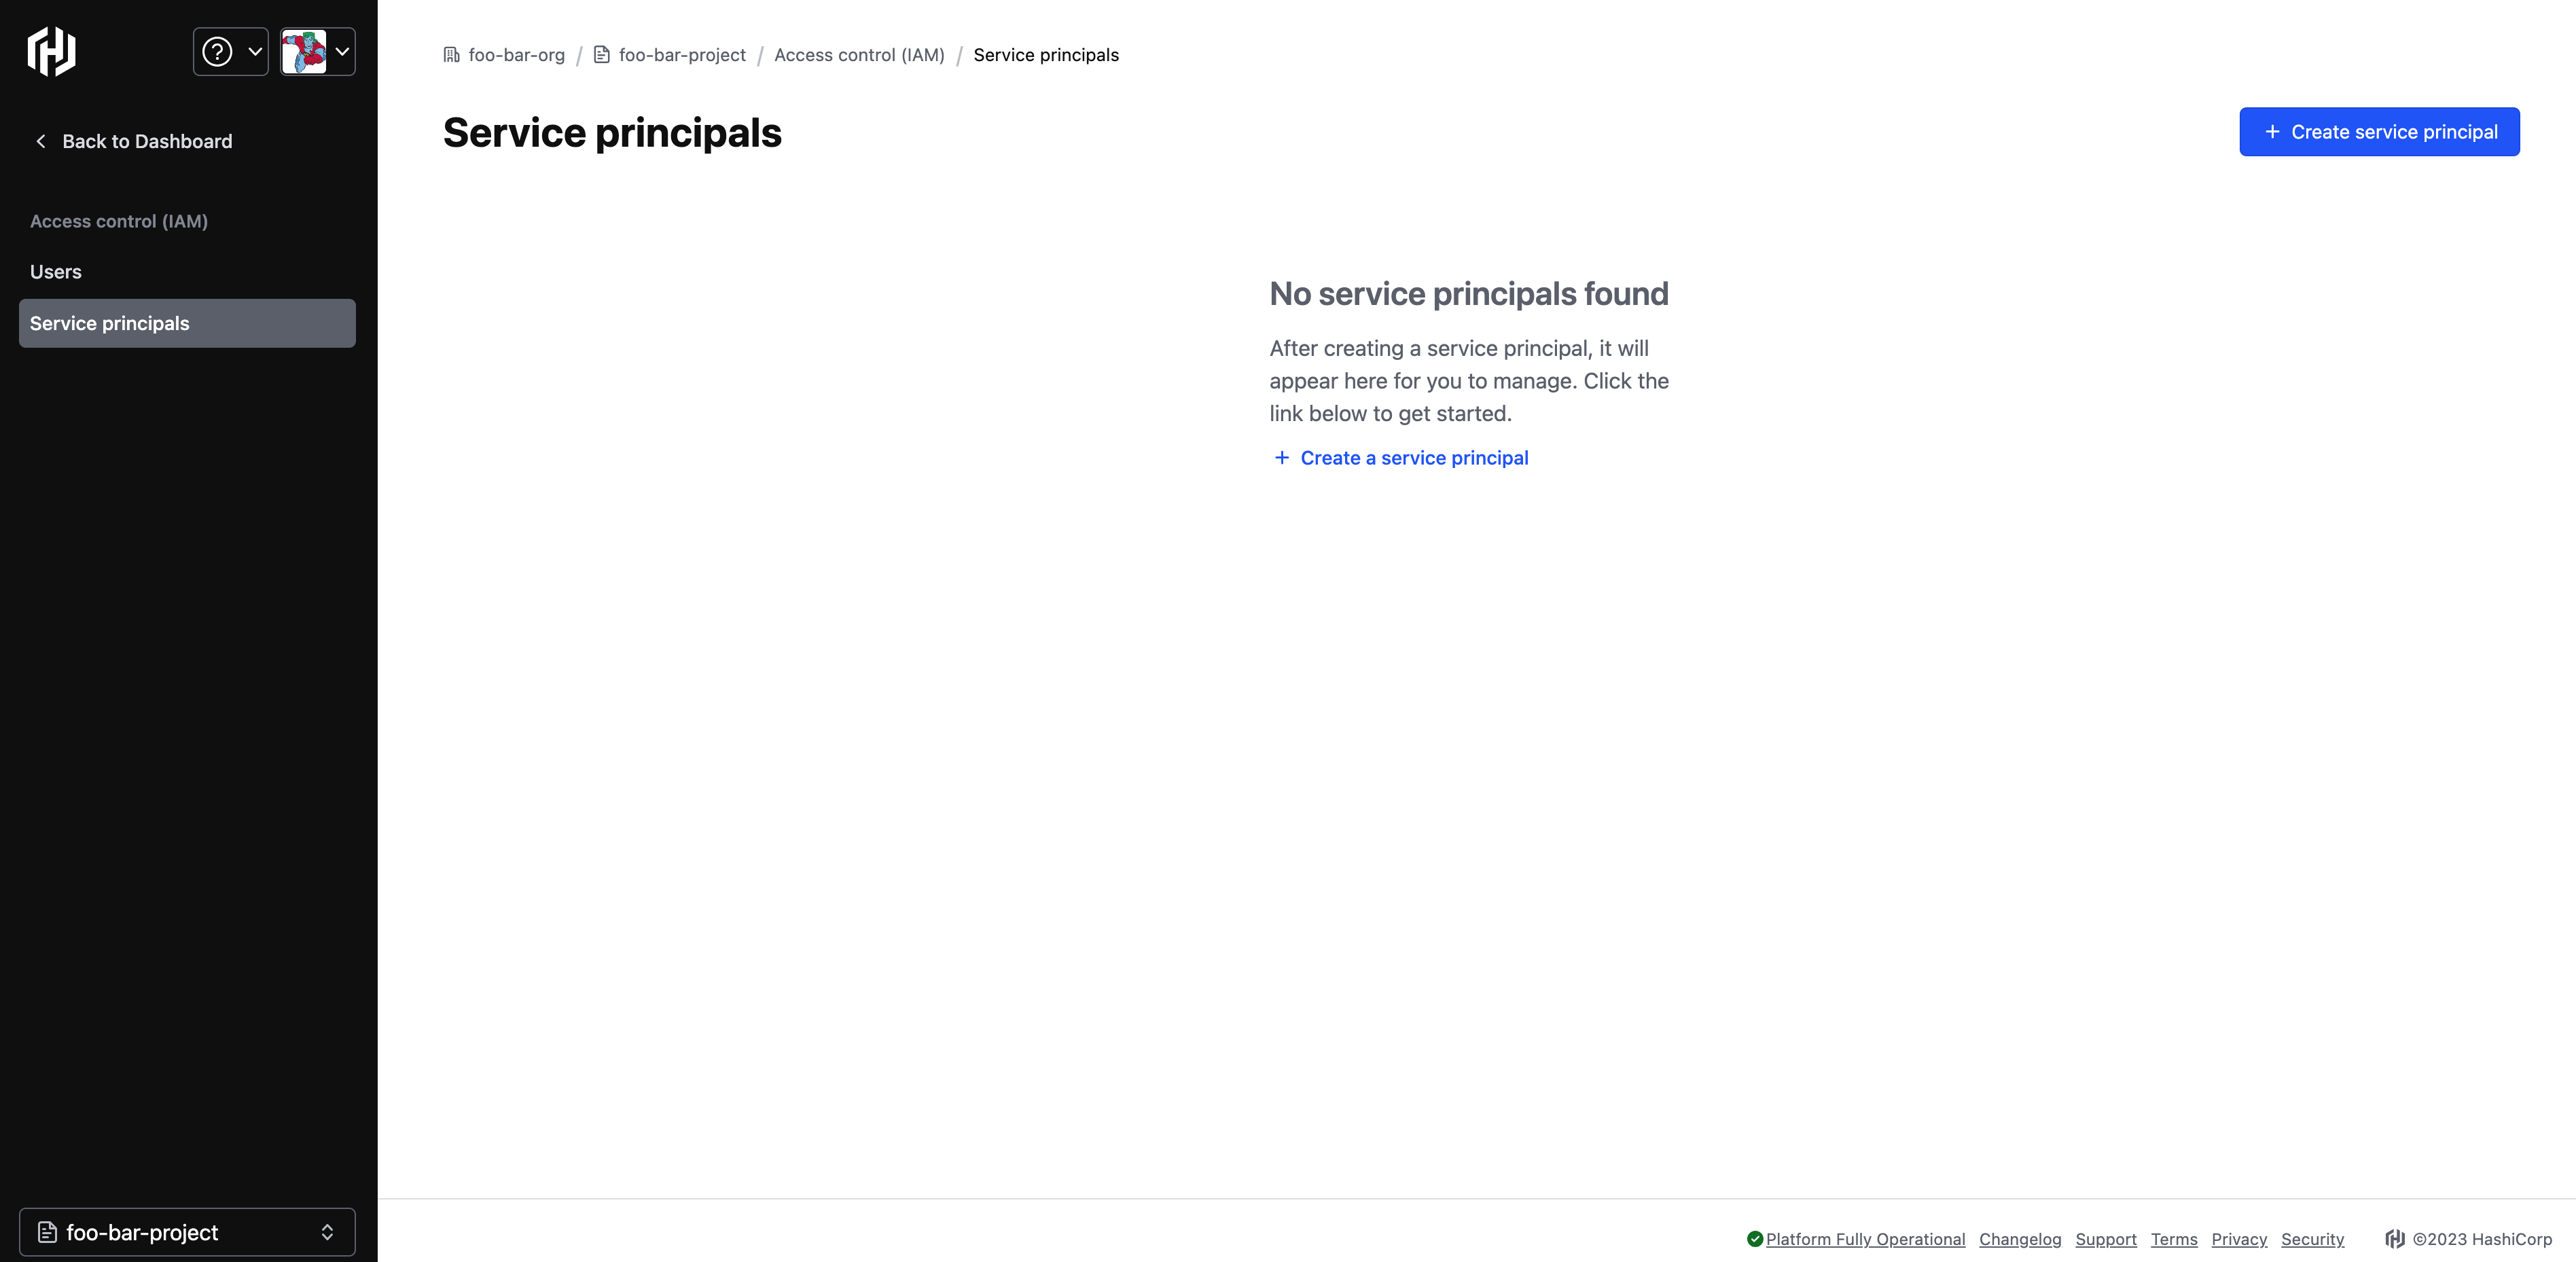 Back to Dashboard
Access control (IAM)
Users
Service principals
foo-bar-project
foo-bar-org / foo-bar-project / Access control (IAM) / Service principals
Service principals
+ Create service principal
No service principals found
After creating a service principal, it will
appear here for you to manage. Click the
link below to get started.
+ Create a service principal
Platform Fully Operational Changelog Support Terms Privacy Security ©2023 HashiCorp